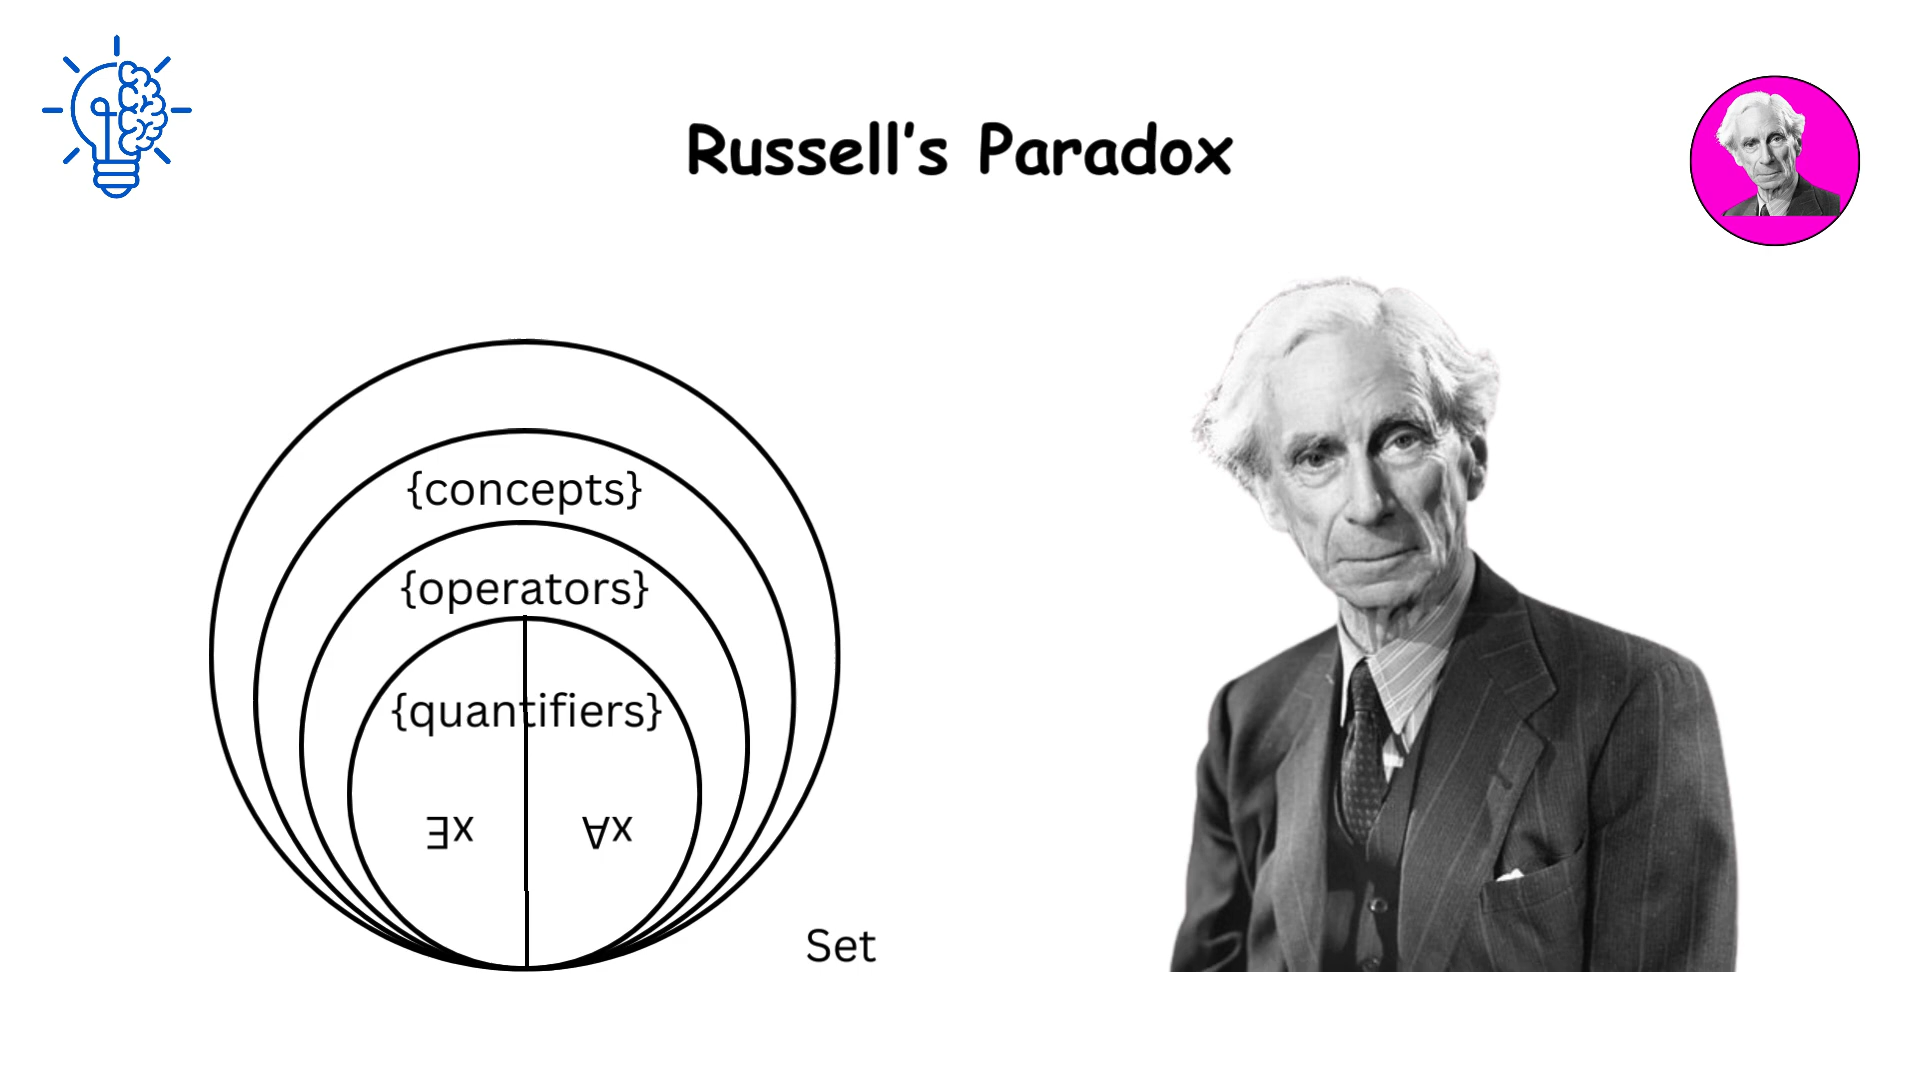 Russell's Paradox
{concepts}
{operators}
{quantifiers}
∃x ∀x
Set